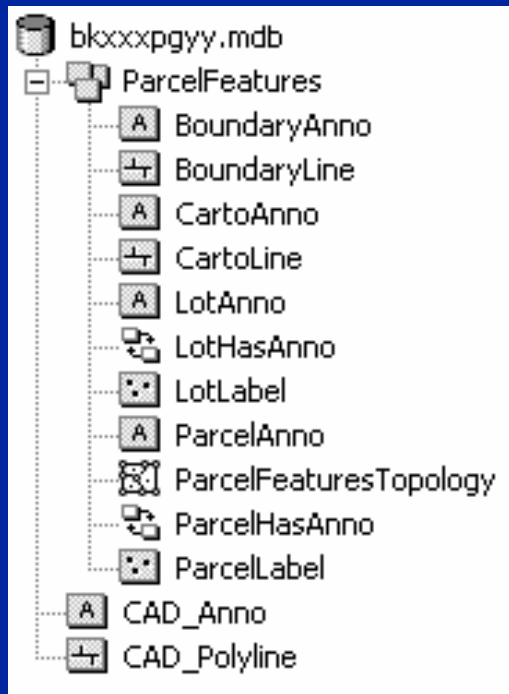 bkxxxpgyy.mdb
ParcelFeatures
A BoundaryAnno
BoundaryLine
A CartoAnno
CartoLine
A LotAnno
LotHasAnno
LotLabel
A ParcelAnno
ParcelFeaturesTopology
ParcelHasAnno
ParcelLabel
A CAD_Anno
CAD_Polyline